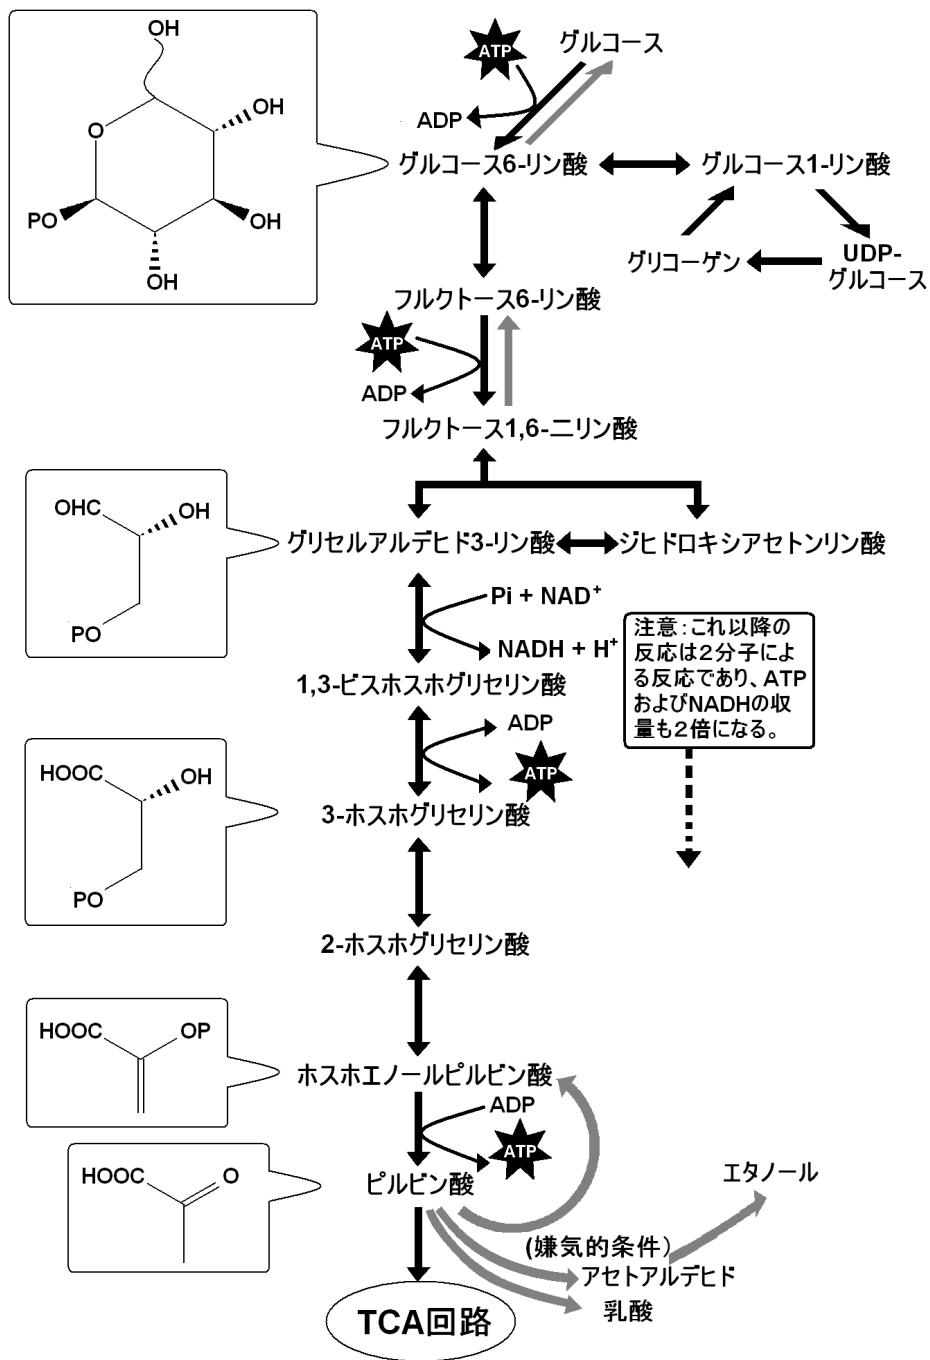 OH
O
OH
PO
OH
OH
ATP
グルコース
ADP
グルコース6-リン酸
グルコース1-リン酸
グリコーゲン
UDP-
グルコース
フルクトース6-リン酸
ATP
ADP
フルクトース1,6-二リン酸
OHC
OH
PO
グリセルアルデヒド3-リン酸
ジヒドロキシアセトンリン酸
Pi + NAD+
NADH + H+
注意：これ以降の
反応は２分子によ
る反応であり、ATP
およびNADHの収
量も２倍になる。
1,3-ビスホスホグリセリン酸
ADP
ATP
HOOC
OH
PO
3-ホスホグリセリン酸
2-ホスホグリセリン酸
HOOC
OP
ホスホエノールピルビン酸
ADP
ATP
HOOC
O
ピルビン酸
エタノール
(嫌気的条件）
アセトアルデヒド
乳酸
TCA回路